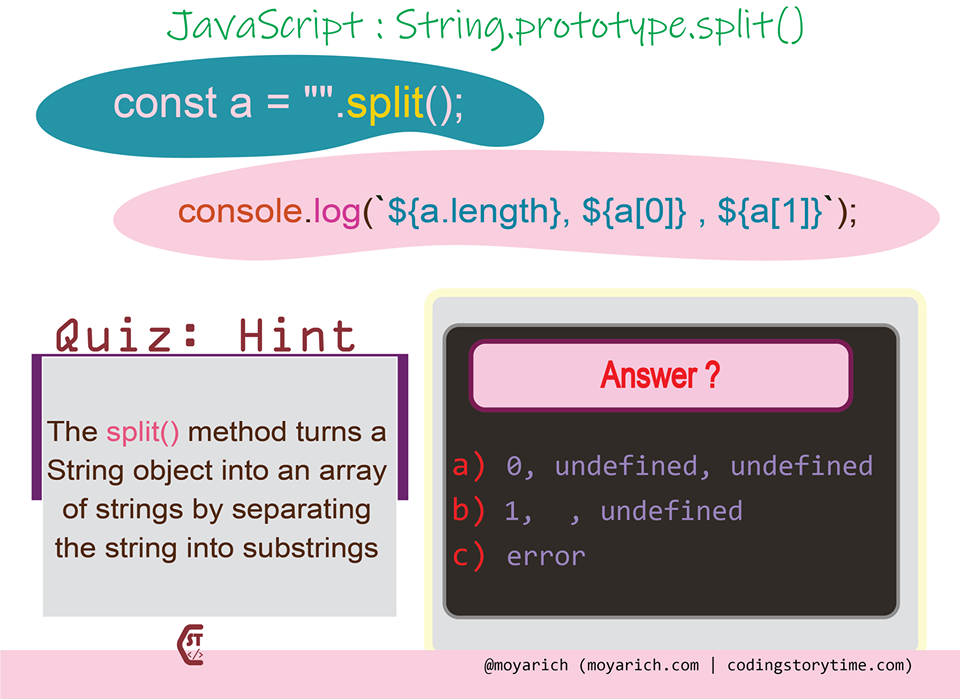 JavaScript : String.prototype.split()
const a = "".split();
console.log(`${a.length}, ${a[0]} , ${a[1]}`);
Quiz: Hint
The split() method turns a
String object into an array
of strings by separating
the string into substrings
Answer ?
a) 0, undefined, undefined
b) 1,  , undefined
c) error
ST
</>
@moyarich (moyarich.com | codingstorytime.com)